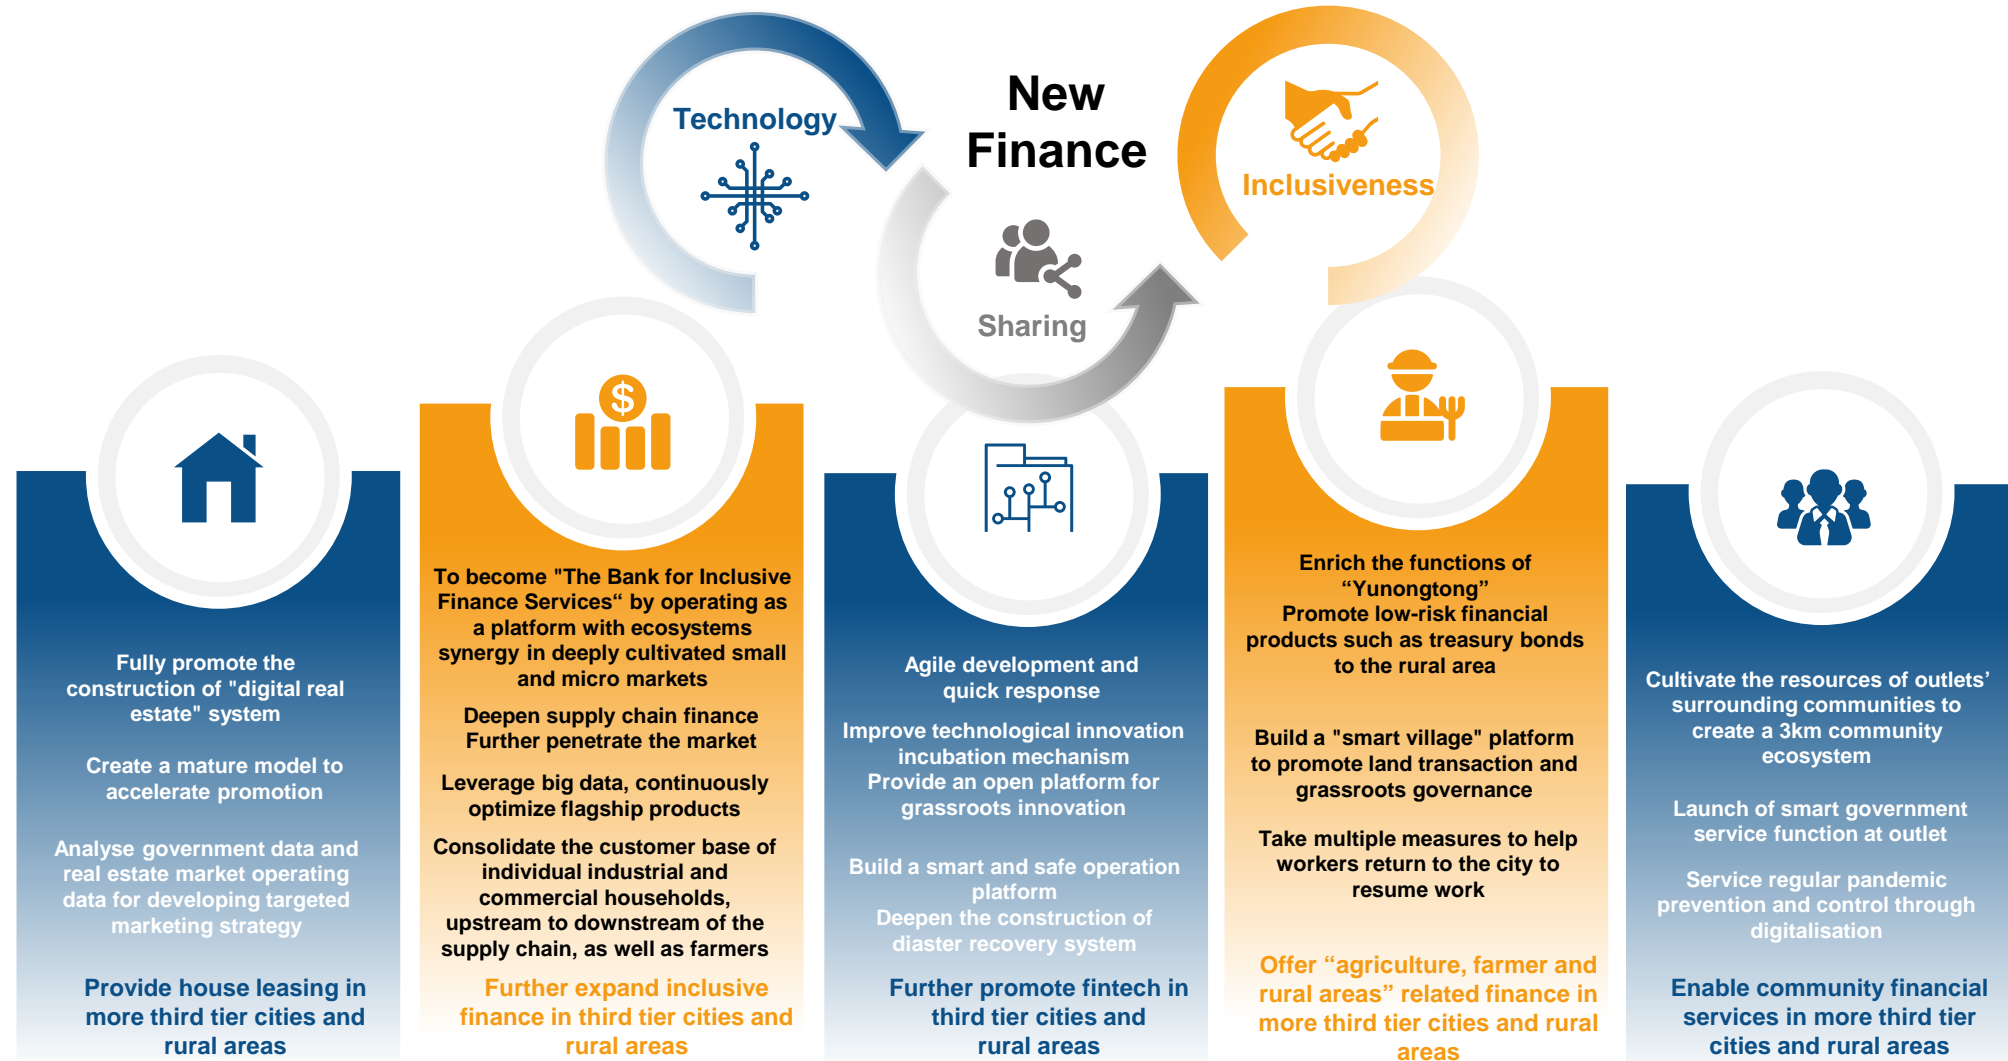 New
Finance
Technology
Sharing
Inclusiveness
$
Fully promote the
construction of "digital real
estate" system
Create a mature model to
accelerate promotion
Analyse government data and
real estate market operating
data for developing targeted
marketing strategy
Provide house leasing in
more third tier cities and
rural areas
To become "The Bank for Inclusive
Finance Services“ by operating as
a platform with ecosystems
synergy in deeply cultivated small
and micro markets
Deepen supply chain finance
Further penetrate the market
Leverage big data, continuously
optimize flagship products
Consolidate the customer base of
individual industrial and
commercial households,
upstream to downstream of the
supply chain, as well as farmers
Further expand inclusive
finance in third tier cities and
rural areas
Agile development and
quick response
Improve technological innovation
incubation mechanism
Provide an open platform for
grassroots innovation
Build a smart and safe operation
platform
Deepen the construction of
diaster recovery system
Further promote fintech in
third tier cities and
rural areas
Enrich the functions of
“Yunongtong”
Promote low-risk financial
products such as treasury bonds
to the rural area
Build a "smart village" platform
to promote land transaction and
grassroots governance
Take multiple measures to help
workers return to the city to
resume work
Offer “agriculture, farmer and
rural areas” related finance in
more third tier cities and rural
areas
Cultivate the resources of outlets’
surrounding communities to
create a 3km community
ecosystem
Launch of smart government
service function at outlet
Service regular pandemic
prevention and control through
digitalisation
Enable community financial
services in more third tier
cities and rural areas